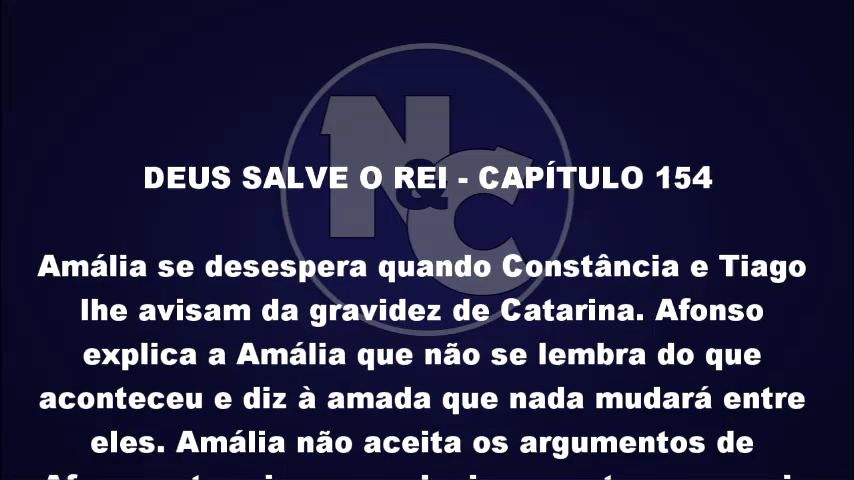 N&C
DEUS SALVE O REI - CAPÍTULO 154
Amália se desespera quando Constância e Tiago
lhe avisam da gravidez de Catarina. Afonso
explica a Amália que não se lembra do que
aconteceu e diz à amada que nada mudará entre
eles. Amália não aceita os argumentos de